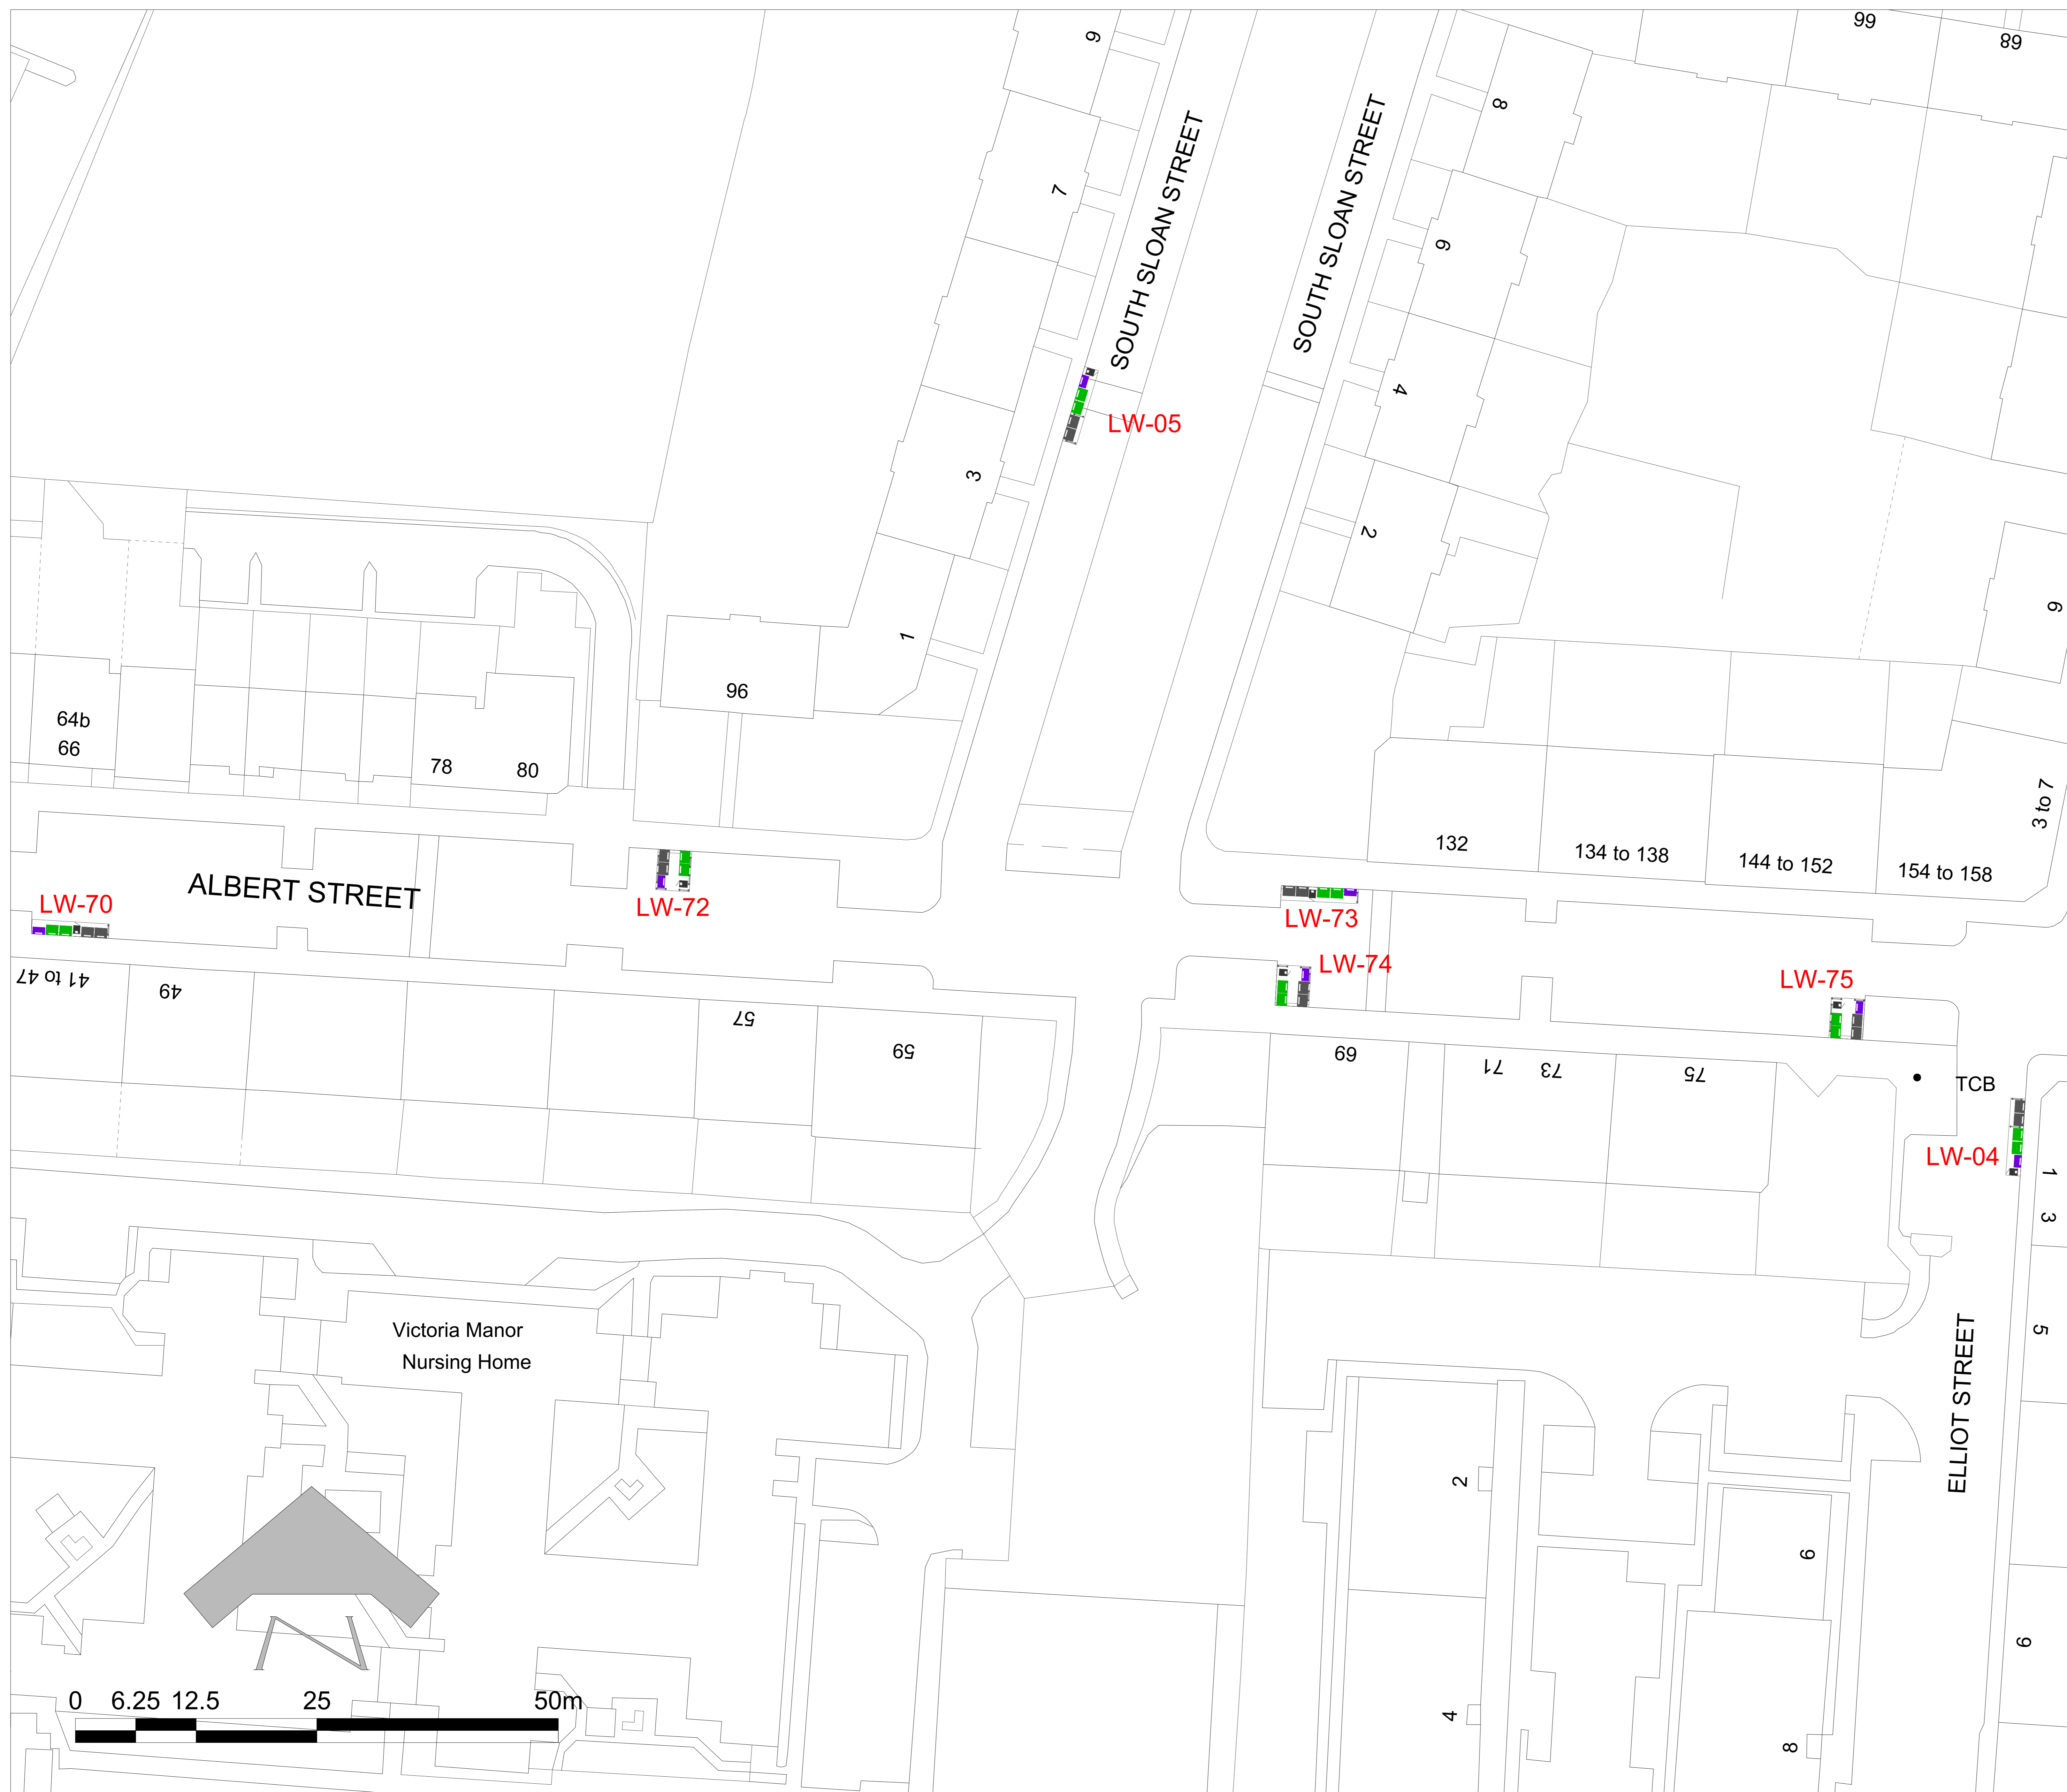 99
68
6
8
SOUTH SLOAN STREET
SOUTH SLOAN STREET
7
6
4
LW-05
3
2
6
1
96
64b
66
78
80
3 to 7
132
134 to 138
144 to 152
154 to 158
ALBERT STREET
LW-70
LW-72
LW-73
LW-74
LW-75
41 to 47
49
57
59
69
71
73
75
TCB
LW-04
1
3
5
Victoria Manor
Nursing Home
ELLIOT STREET
2
6
9
4
8
N
0 6.25 12.5 25 50m